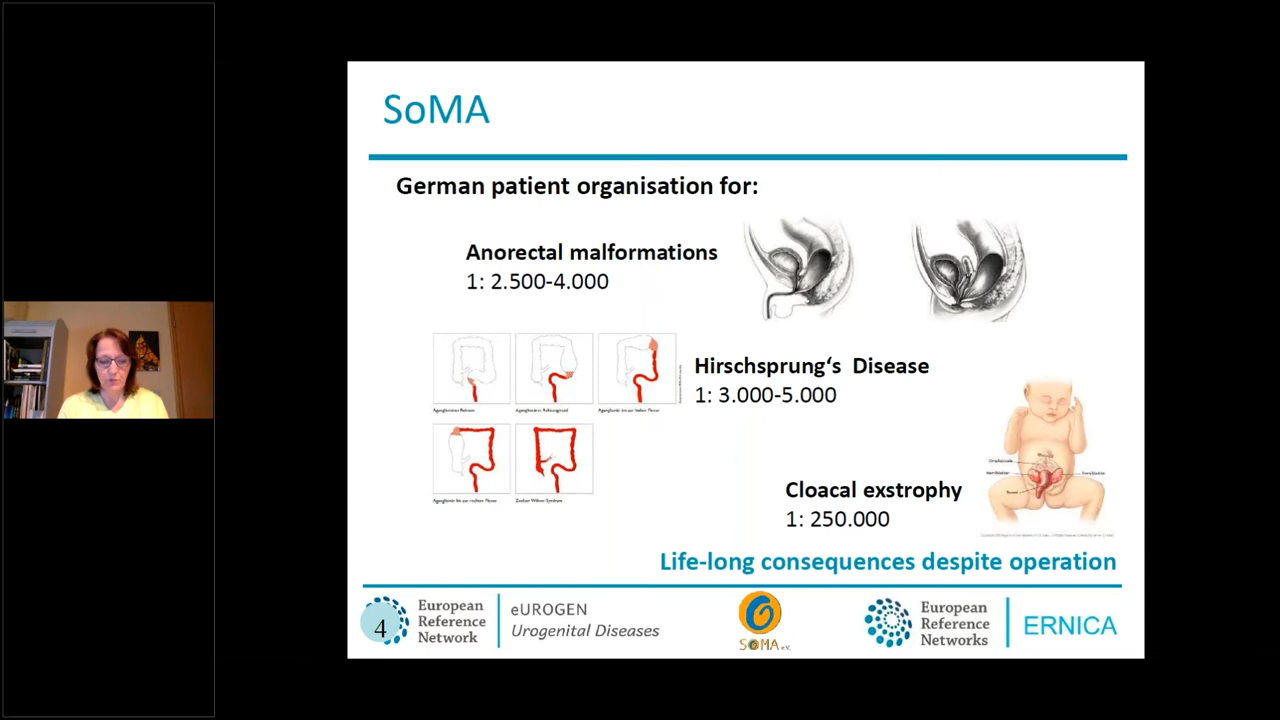 SoMA
German patient organisation for:
Anorectal malformations
1: 2.500-4.000
Hirschsprung‘s Disease
1: 3.000-5.000
Cloacal exstrophy
1: 250.000
Life-long consequences despite operation
4
European
Reference
Network
eUROGEN
Urogenital Diseases
SOMA e.V.
European
Reference
Networks
ERNICA